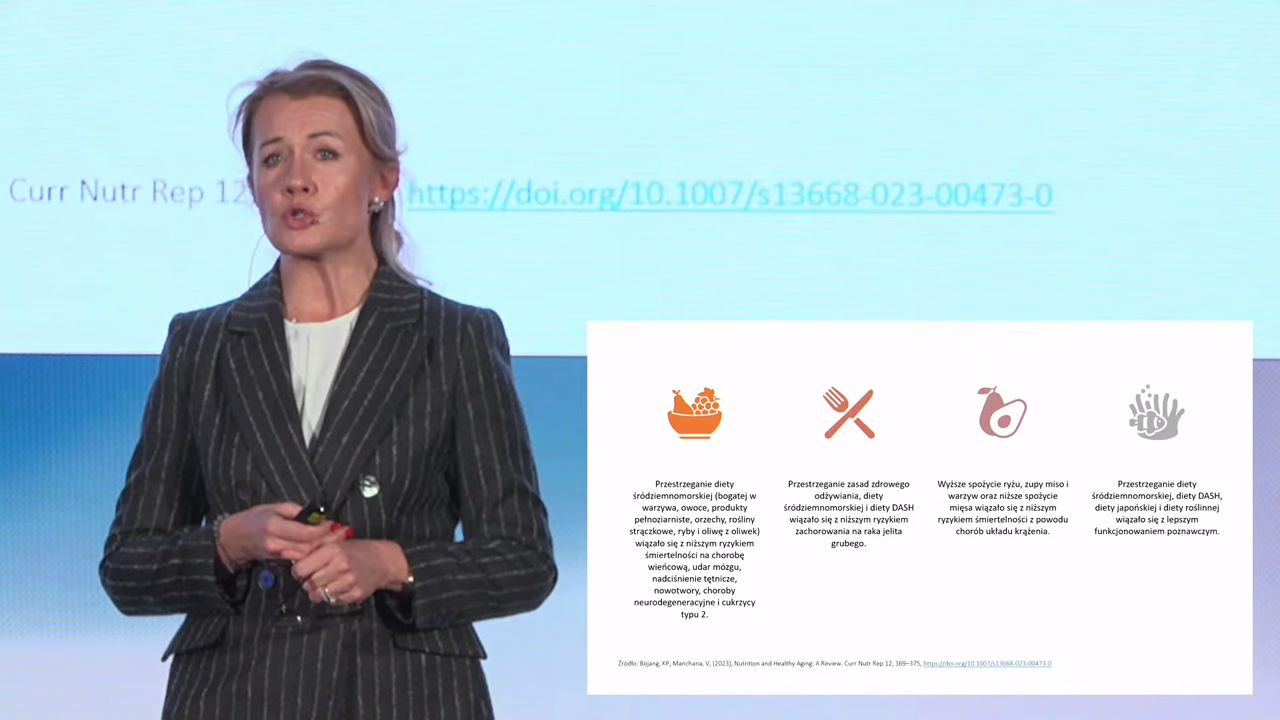 Curr Nutr Rep 12, https://doi.org/10.1007/s13668-023-00473-0
Przestrzeganie diety
śródziemnomorskiej (bogatej w
warzywa, owoce, produkty
pełnoziarniste, orzechy, rośliny
strączkowe, ryby i oliwę z oliwek)
wiązało się z niższym ryzykiem
śmiertelności na chorobę
wieńcową, udar mózgu,
nadciśnienie tętnicze,
nowotwory, choroby
neurodegeneracyjne i cukrzycy
typu 2.
Przestrzeganie zasad zdrowego
odżywiania, diety
śródziemnomorskiej i diety DASH
wiązało się z niższym ryzykiem
zachorowania na raka jelita
grubego.
Wyższe spożycie ryżu, zupy miso i
warzyw oraz niższe spożycie
mięsa wiązało się z niższym
ryzykiem śmiertelności z powodu
chorób układu krążenia.
Przestrzeganie diety
śródziemnomorskiej, diety DASH,
diety japońskiej i diety roślinnej
wiązało się z lepszym
funkcjonowaniem poznawczym.
Źródło: Bojang, KP, Manchana, V, (2023), Nutrition and Healthy Aging: A Review. Curr Nutr Rep 12, 369–375, https://doi.org/10.1007/s13668-023-00473-0